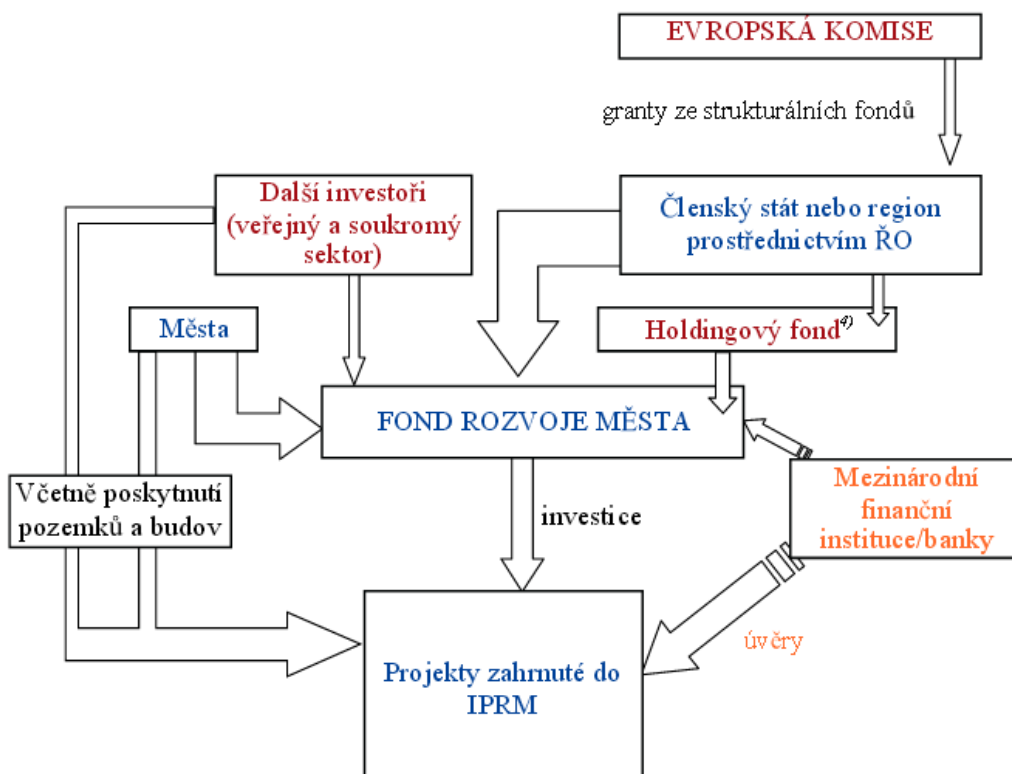 EVROPSKÁ KOMISE
granty ze strukturálních fondů
Další investoři
(veřejný a soukromý
sektor)
Členský stát nebo region
prostřednictvím ŘO
Města
Holdingový fond4)
FOND ROZVOJE MĚSTA
Včetně poskytnutí
pozemků a budov
investice
Mezinárodní
finanční
instituce/banky
úvěry
Projekty zahrnuté do
IPRM